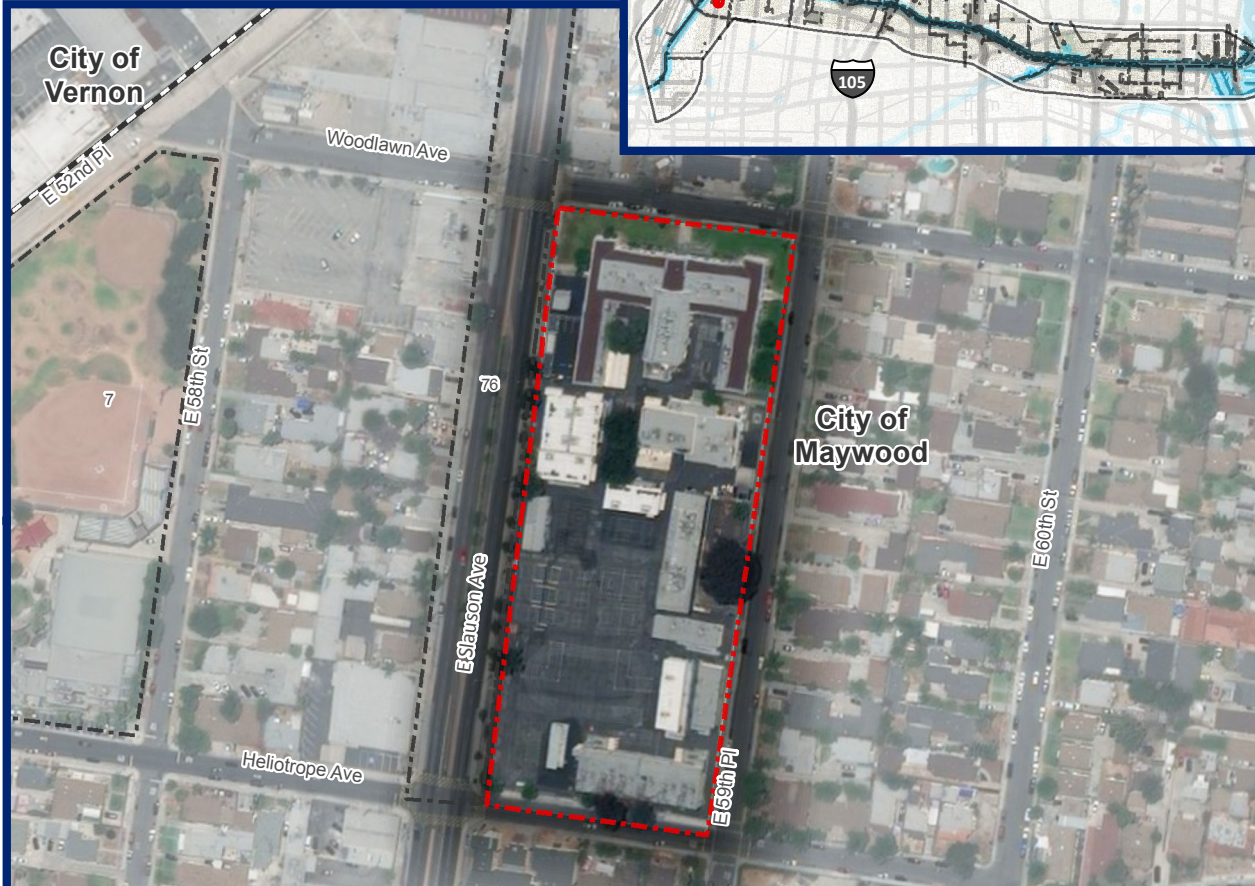 City of
Vernon
105
Woodlawn Ave
E 52nd Pl
E 58th St
76
7
City of
Maywood
E 60th St
E Slauson Ave
E 59th Pl
Heliotrope Ave